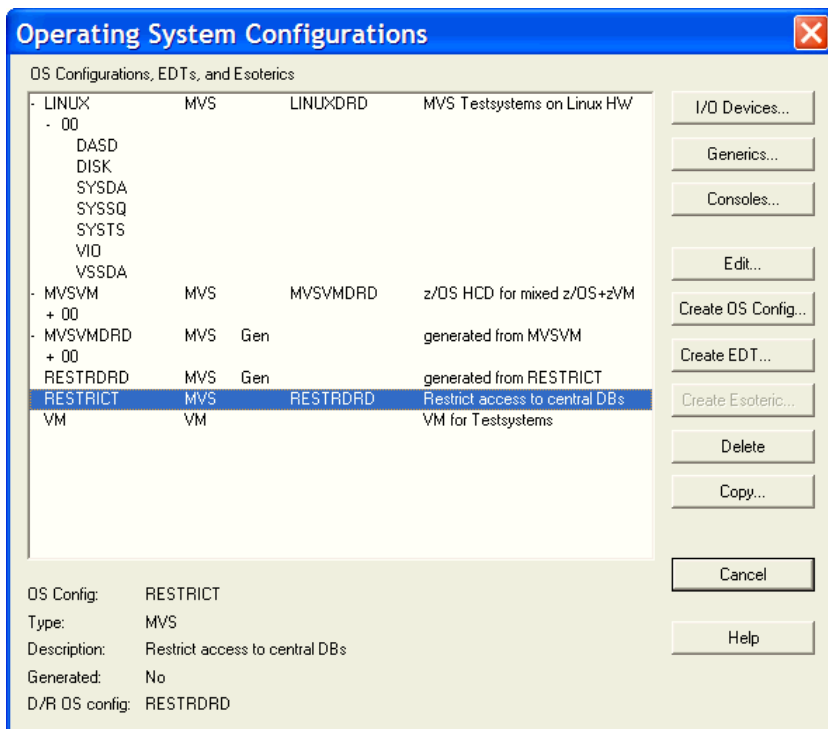 Operating System Configurations
OS Configurations, EDTs, and Esoterics
- LINUX MVS LINUXDRD MVS Testsystems on Linux HW
- 00
DASD
DISK
SYSDA
SYSSQ
SYSTS
VIO
VSSDA
- MVSVM MVS MVSVMDRD z/OS HCD for mixed z/OS+zVM
+ 00
- MVSVMDRD MVS Gen generated from MVSVM
+ 00
RESTRDRD MVS Gen generated from RESTRICT
RESTRICT MVS RESTRDRD Restrict access to central DBs
VM VM VM for Testsystems
I/O Devices...
Generics...
Consoles...
Edit...
Create OS Config...
Create EDT...
Create Esoteric...
Delete
Copy...
Cancel
Help
OS Config: RESTRICT
Type: MVS
Description: Restrict access to central DBs
Generated: No
D/R OS config: RESTRDRD